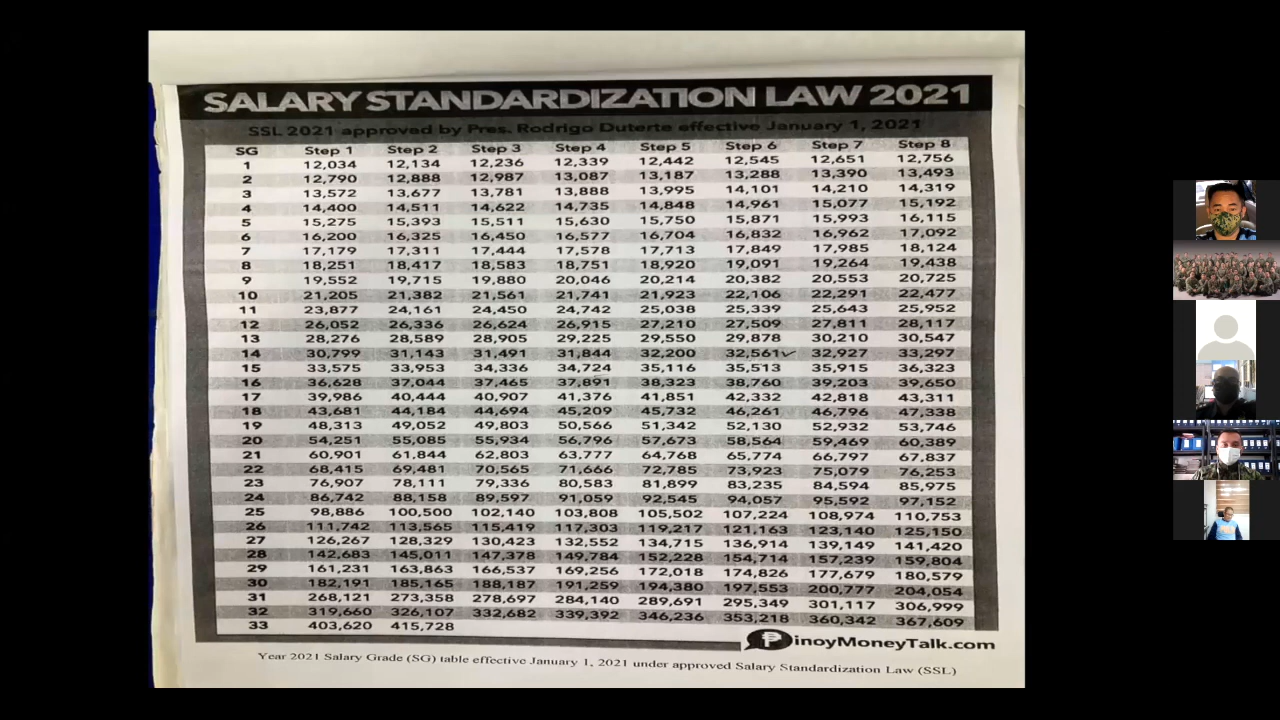 SALARY STANDARDIZATION LAW 2021
SSL 2021 approved by Pres. Rodrigo Duterte effective January 1, 2021
SG Step 1 Step 2 Step 3 Step 4 Step 5 Step 6 Step 7 Step 8
1 12,034 12,134 12,236 12,339 12,442 12,545 12,651 12,756
2 12,790 12,888 12,987 13,087 13,187 13,288 13,390 13,493
3 13,572 13,677 13,781 13,888 13,995 14,101 14,210 14,319
4 14,400 14,511 14,622 14,735 14,848 14,961 15,077 15,192
5 15,275 15,393 15,511 15,630 15,750 15,871 15,993 16,115
6 16,200 16,325 16,450 16,577 16,704 16,832 16,962 17,092
7 17,179 17,311 17,444 17,578 17,713 17,849 17,985 18,124
8 18,251 18,417 18,583 18,751 18,920 19,091 19,264 19,438
9 19,552 19,715 19,880 20,046 20,214 20,382 20,553 20,725
10 21,205 21,382 21,561 21,741 21,923 22,106 22,291 22,477
11 23,877 24,161 24,450 24,742 25,038 25,339 25,643 25,952
12 26,052 26,336 26,624 26,915 27,210 27,509 27,811 28,117
13 28,276 28,589 28,905 29,225 29,550 29,878 30,210 30,547
14 30,799 31,143 31,491 31,844 32,200 32,561✓ 32,927 33,297
15 33,575 33,953 34,336 34,724 35,116 35,513 35,915 36,323
16 36,628 37,044 37,465 37,891 38,323 38,760 39,203 39,650
17 39,986 40,444 40,907 41,376 41,851 42,332 42,818 43,311
18 43,681 44,184 44,694 45,209 45,732 46,261 46,796 47,338
19 48,313 49,052 49,803 50,566 51,342 52,130 52,932 53,746
20 54,251 55,085 55,934 56,796 57,673 58,564 59,469 60,389
21 60,901 61,844 62,803 63,777 64,768 65,774 66,797 67,837
22 68,415 69,481 70,565 71,666 72,785 73,923 75,079 76,253
23 76,907 78,111 79,336 80,583 81,899 83,235 84,594 85,975
24 86,742 88,158 89,597 91,059 92,545 94,057 95,592 97,152
25 98,886 100,500 102,140 103,808 105,502 107,224 108,974 110,753
26 111,742 113,565 115,419 117,303 119,217 121,163 123,140 125,150
27 126,267 128,329 130,423 132,552 134,715 136,914 139,149 141,420
28 142,683 145,011 147,378 149,784 152,228 154,714 157,239 159,804
29 161,231 163,863 166,537 169,256 172,018 174,826 177,679 180,579
30 182,191 185,165 188,187 191,259 194,380 197,553 200,777 204,054
31 268,121 273,358 278,697 284,140 289,691 295,349 301,117 306,999
32 319,660 326,107 332,682 339,392 346,236 353,218 360,342 367,609
33 403,620 415,728
PinoyMoneyTalk.com
Year 2021 Salary Grade (SG) table effective January 1, 2021 under approved Salary Standardization Law (SSL)